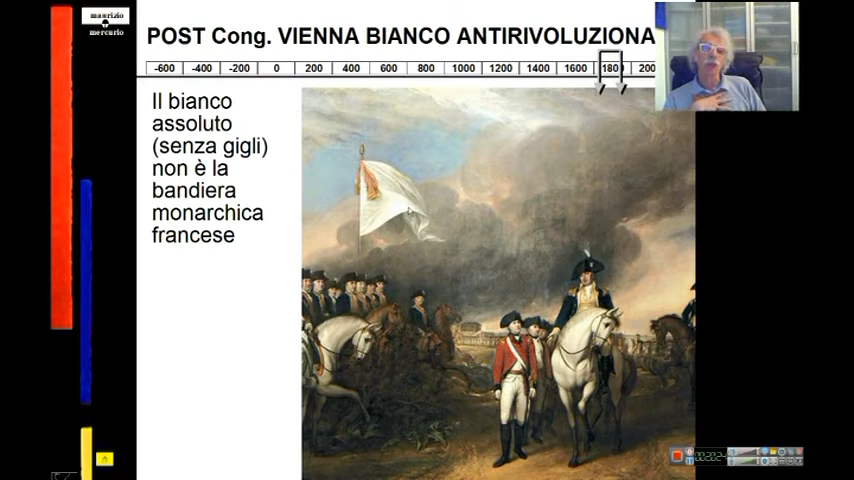 maurizio
mercurio
POST Cong. VIENNA BIANCO ANTIRIVOLUZIONA
-600 -400 -200 0 200 400 600 800 1000 1200 1400 1600 1800 200
Il bianco
assoluto
(senza gigli)
non è la
bandiera
monarchica
francese